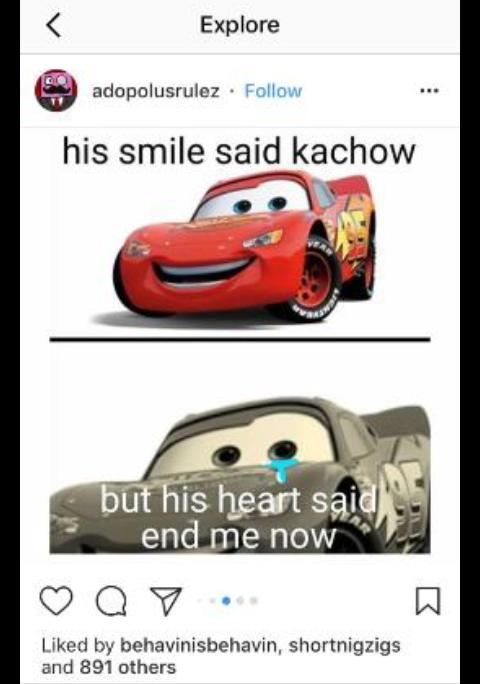 Explore
adopolusrulez · Follow
his smile said kachow
95
but his heart said
end me now
Liked by behavinisbehavin, shortnigzigs
and 891 others